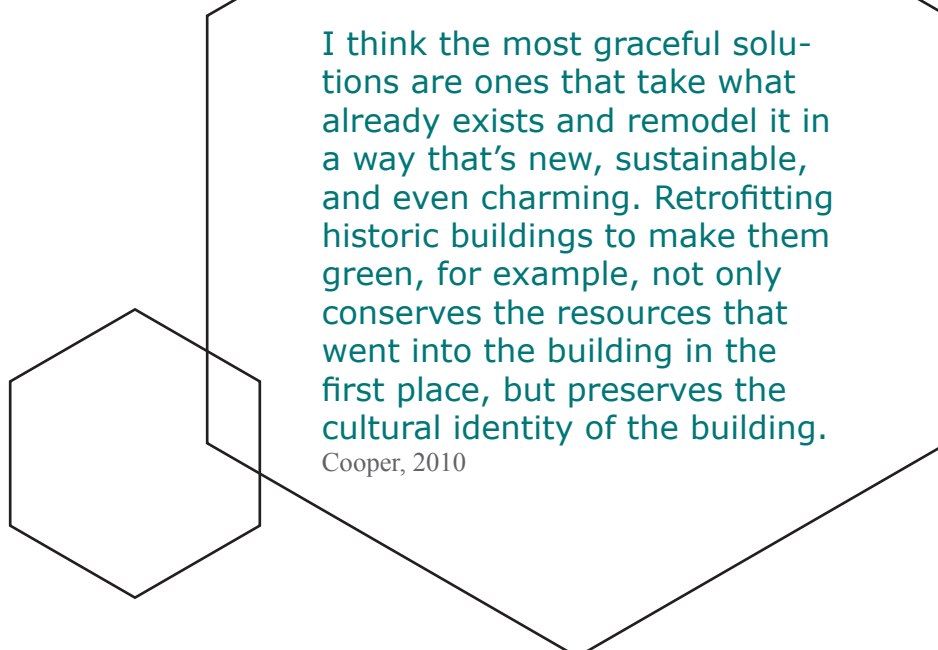 I think the most graceful solu-
tions are ones that take what
already exists and remodel it in
a way that’s new, sustainable,
and even charming. Retrofitting
historic buildings to make them
green, for example, not only
conserves the resources that
went into the building in the
first place, but preserves the
cultural identity of the building.
Cooper, 2010